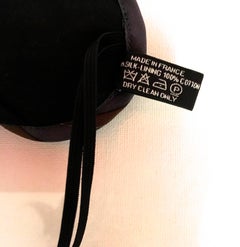 MADE IN FRANCE
SILK-LINING 100% COTTON
P
DRY CLEAN ONLY